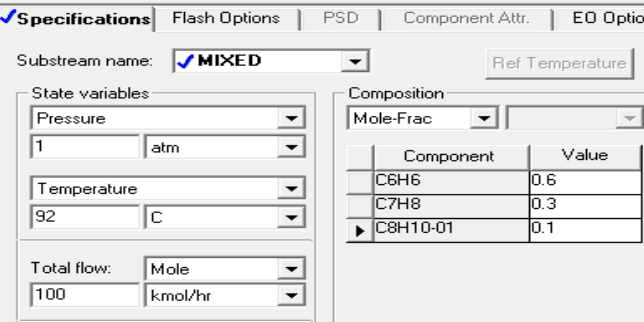 Specifications Flash Options PSD Component Attr. EO Optio
Substream name: MIXED Ref Temperature
State variables
Pressure
1 atm
Temperature
92 C
Total flow: Mole
100 kmol/hr
Composition
Mole-Frac
Component Value
C6H6 0.6
C7H8 0.3
C8H10-01 0.1